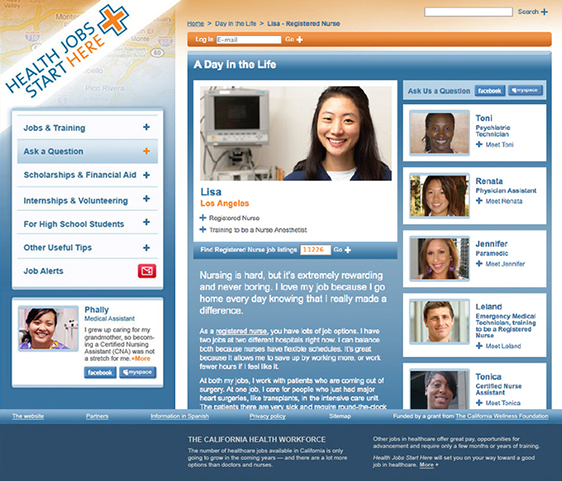 HEALTH JOBS
START HERE
Search +
Home > Day in the Life > Lisa - Registered Nurse
Log In E-mail Go +
Jobs & Training +
Ask a Question +
Scholarships & Financial Aid +
Internships & Volunteering +
For High School Students +
Other Useful Tips +
Job Alerts
Phally
Medical Assistant
I grew up caring for my
grandmother, so becom-
ing a Certified Nursing
Assistant (CNA) was not
a stretch for me. +More
facebook myspace
A Day in the Life
Lisa
Los Angeles
+ Registered Nurse
+ Training to be a Nurse Anesthetist
Find Registered Nurse job listings 11226 Go +
Nursing is hard, but it's extremely rewarding
and never boring. I love my job because I go
home every day knowing that I really made a
difference.
As a registered nurse, you have lots of job options. I have
two jobs at two different hospitals right now. I can balance
both because nurses have flexible schedules. It's great
because it allows me to save up by working more, or work
fewer hours if I feel like it.
At both my jobs, I work with patients who are coming out of
surgery. At one job, I care for people who just had major
heart surgeries, like transplants, in the intensive care unit.
The patients there are very sick and require round-the-clock
Ask Us a Question facebook myspace
Toni
Psychiatric
Technician
+ Meet Toni
Renata
Physician Assistant
+ Meet Renata
Jennifer
Paramedic
+ Meet Jennifer
Leland
Emergency Medical
Technician, training
to be a Registered
Nurse
+ Meet Leland
Tonica
Certified Nurse
Assistant
+ Meet Tonica
The website Partners Information in Spanish Privacy policy Sitemap Funded by a grant from The California Wellness Foundation
THE CALIFORNIA HEALTH WORKFORCE
The number of healthcare jobs available in California is only
going to grow in the coming years — and there are a lot more
options than doctors and nurses.
Other jobs in healthcare offer great pay, opportunities for
advancement and require only a few months or years of training.
Health Jobs Start Here will set you on your way toward a good
job in healthcare. More +